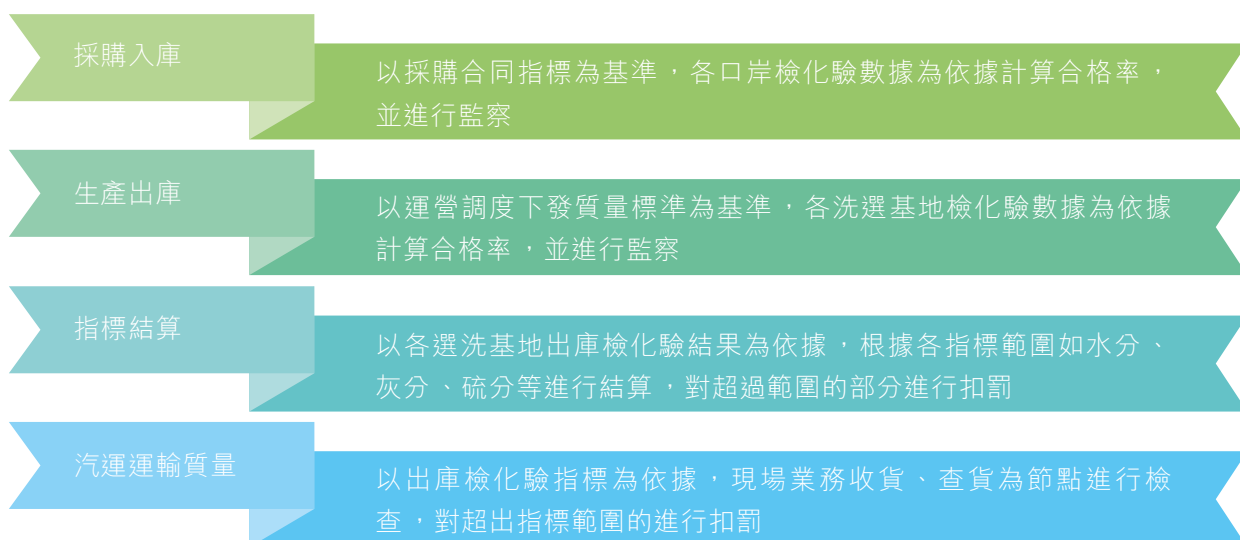 採購入庫
以採購合同指標為基準，各口岸檢化驗數據為依據計算合格率，
並進行監察
生產出庫
以運營調度下發質量標準為基準，各洗選基地檢化驗數據為依據
計算合格率，並進行監察
指標結算
以各選洗基地出庫檢化驗結果為依據，根據各指標範圍如水分、
灰分、硫分等進行結算，對超過範圍的部分進行扣罰
汽運運輸質量
以出庫檢化驗指標為依據，現場業務收貨、查貨為節點進行檢
查，對超出指標範圍的進行扣罰